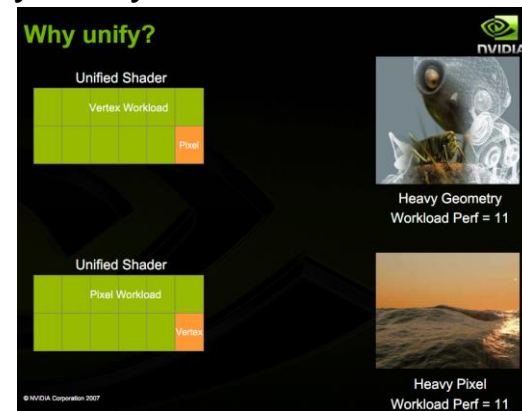 Why unify?
NVIDIA
Unified Shader
Vertex Workload
Pixel
Heavy Geometry
Workload Perf = 11
Unified Shader
Pixel Workload
Vertex
Heavy Pixel
Workload Perf = 11
© NVIDIA Corporation 2007